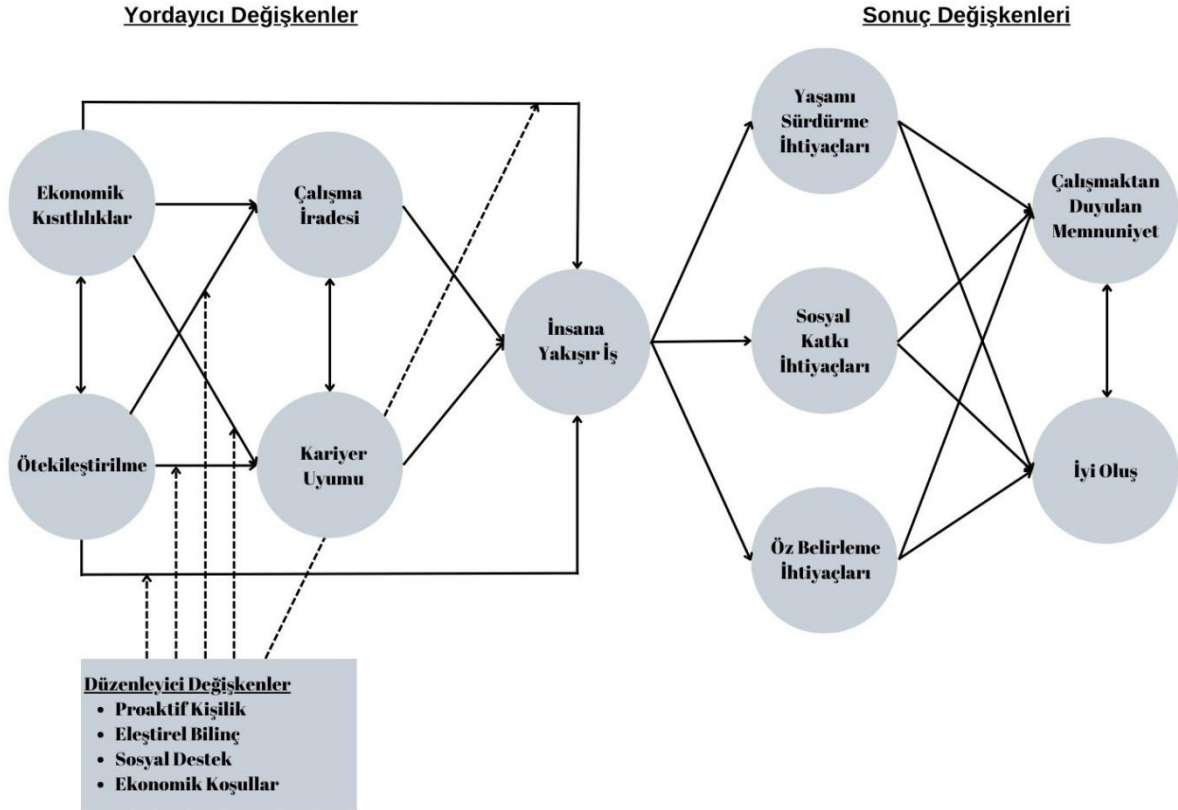 Yordayıcı Değişkenler
Sonuç Değişkenleri
Ekonomik
Kısıtlılıklar
Çalışma
İradesi
Ötekileştirilme
Kariyer
Uyumu
İnsana
Yakışır İş
Yaşamı
Sürdürme
İhtiyaçları
Sosyal
Katkı
İhtiyaçları
Öz Belirleme
İhtiyaçları
Çalışmaktan
Duyulan
Memnuniyet
İyi Oluş
Düzenleyici Değişkenler
• Proaktif Kişilik
• Eleştirel Bilinç
• Sosyal Destek
• Ekonomik Koşullar